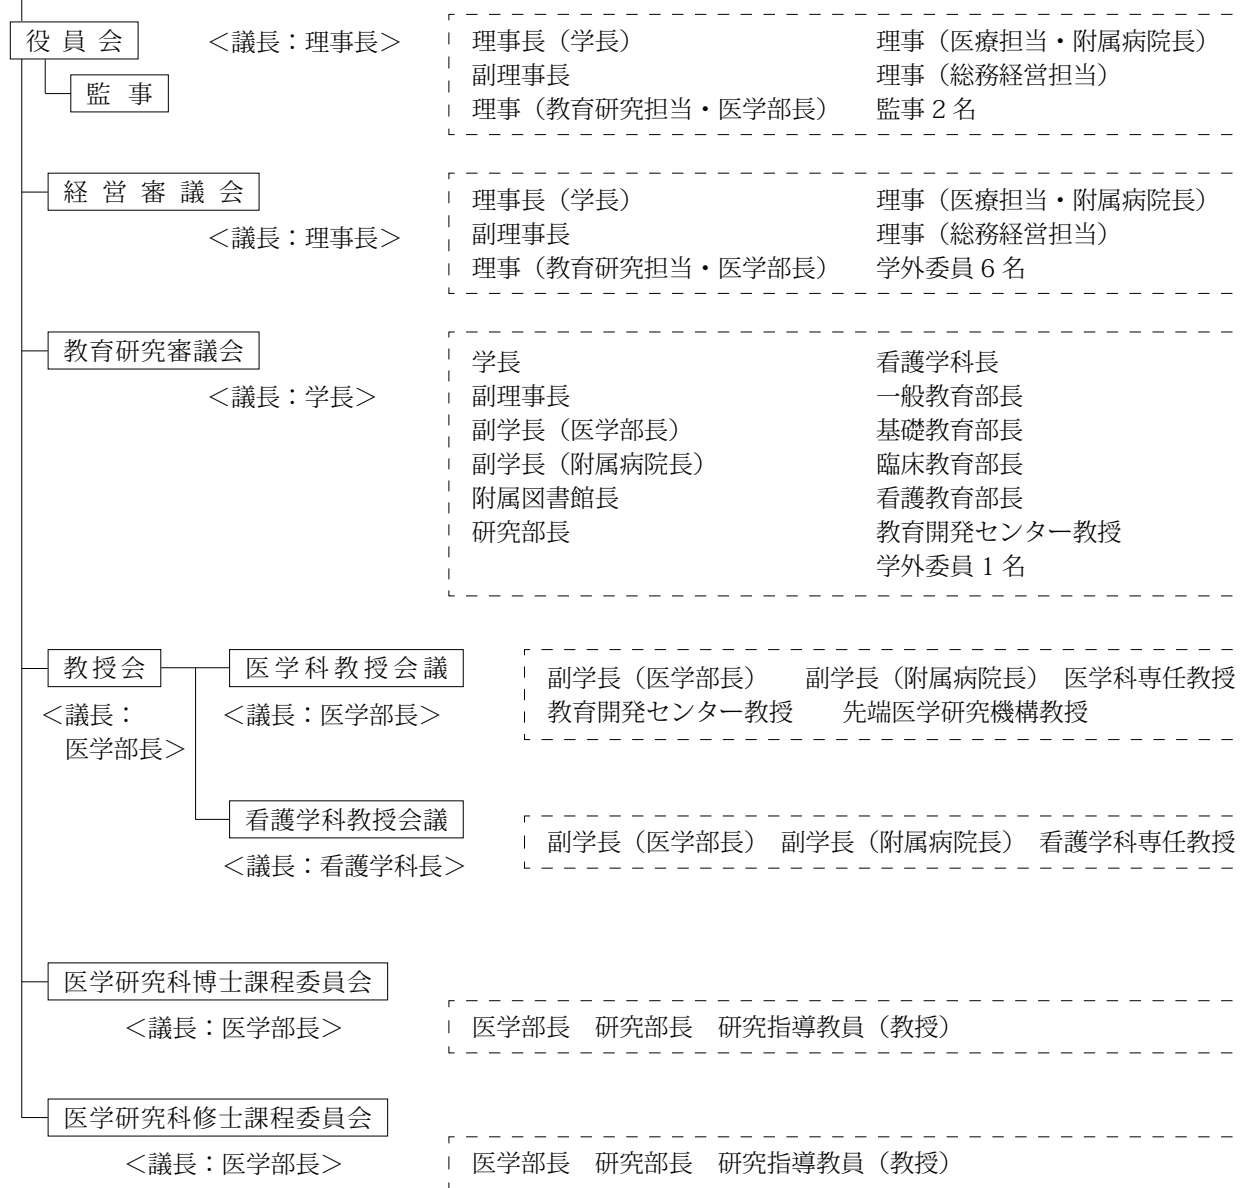 役員会
<議長：理事長>
監事
理事長（学長）
理事（医療担当・附属病院長）
副理事長
理事（総務経営担当）
理事（教育研究担当・医学部長）
監事２名
経営審議会
<議長：理事長>
理事長（学長）
理事（医療担当・附属病院長）
副理事長
理事（総務経営担当）
理事（教育研究担当・医学部長）
学外委員６名
教育研究審議会
<議長：学長>
学長
副理事長
副学長（医学部長）
副学長（附属病院長）
附属図書館長
研究部長
看護学科長
一般教育部長
基礎教育部長
臨床教育部長
看護教育部長
教育開発センター教授
学外委員１名
教授会
<議長：
医学部長>
医学科教授会議
<議長：医学部長>
副学長（医学部長）　副学長（附属病院長）　医学科専任教授
教育開発センター教授　先端医学研究機構教授
看護学科教授会議
<議長：看護学科長>
副学長（医学部長）　副学長（附属病院長）　看護学科専任教授
医学研究科博士課程委員会
<議長：医学部長>
医学部長　研究部長　研究指導教員（教授）
医学研究科修士課程委員会
<議長：医学部長>
医学部長　研究部長　研究指導教員（教授）